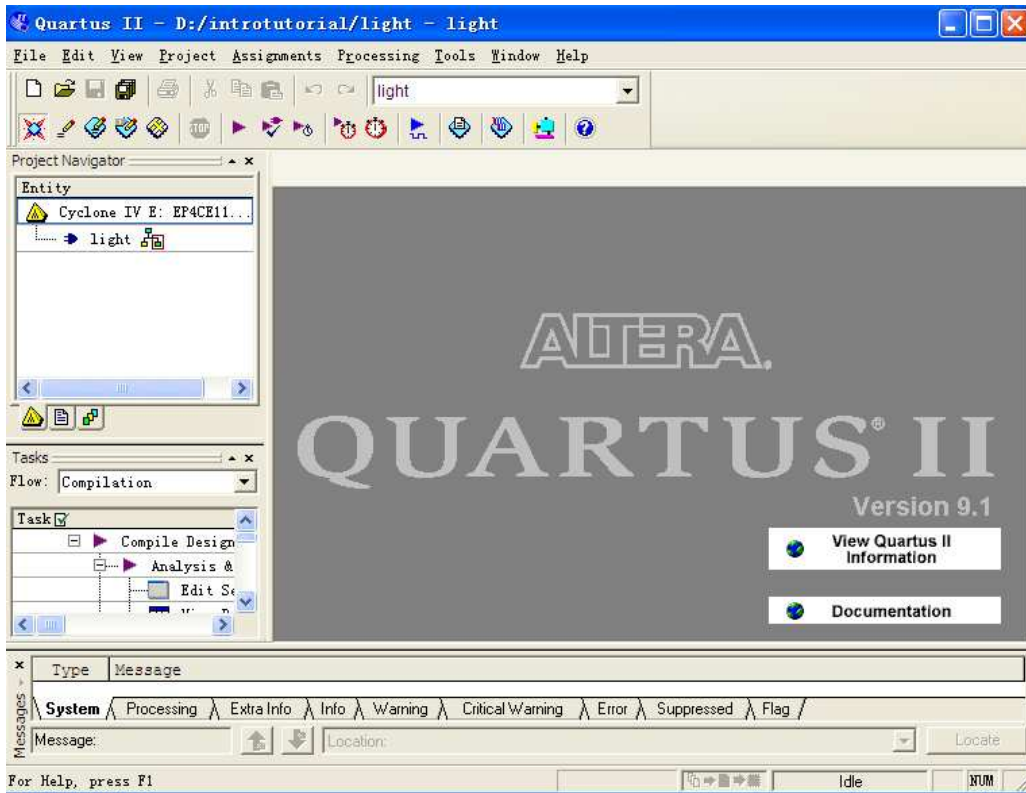 Quartus II - D:/introtutorial/light - light
File Edit View Project Assignments Processing Tools Window Help
light
STOP
Project Navigator
Entity
Cyclone IV E: EP4CE11...
light
Tasks
Flow: Compilation
Task
Compile Design
Analysis &
Edit Se
ALTERA.
QUARTUS® II
Version 9.1
View Quartus II
Information
Documentation
Messages
Type Message
System Processing Extra Info Info Warning Critical Warning Error Suppressed Flag
Message: Location: Locate
For Help, press F1 Idle NUM